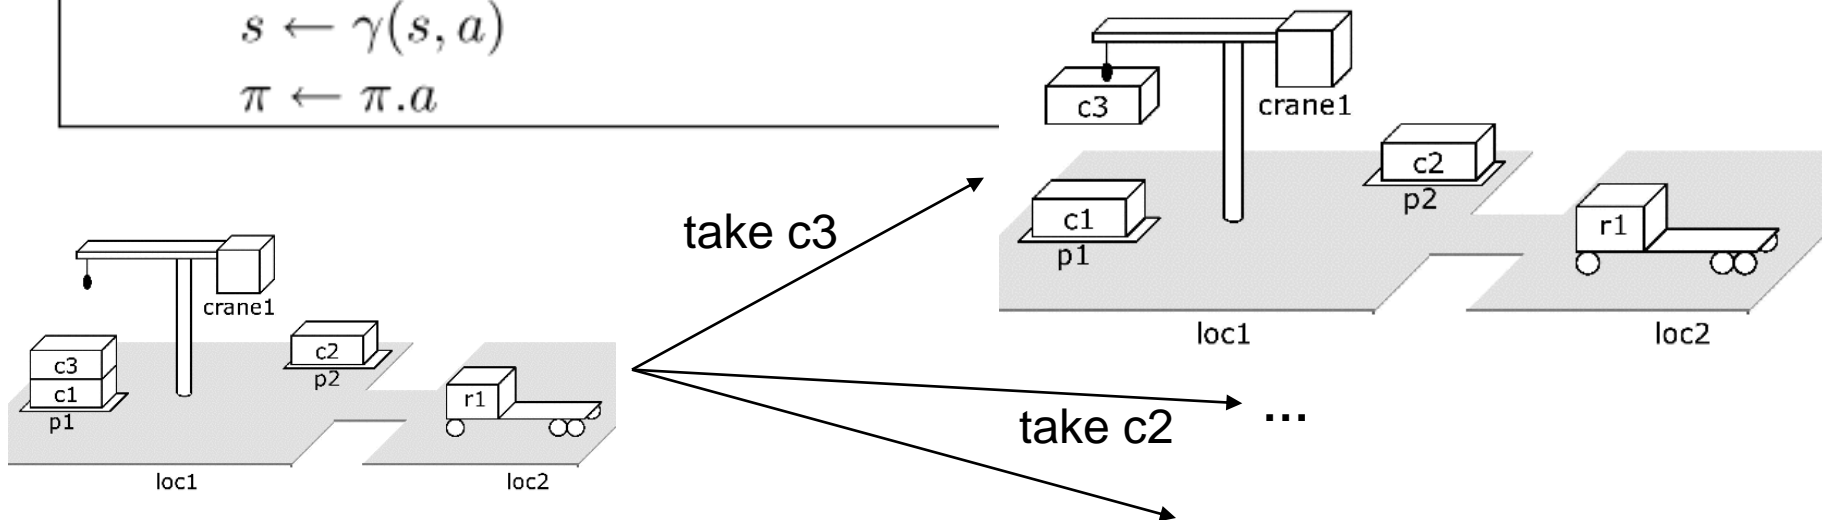 s ← γ(s, a)
π ← π.a
c3
crane1
c2
p2
c1
p1
r1
loc1
loc2
take c3
crane1
c3
c1
p1
c2
p2
r1
loc1
loc2
take c2
...